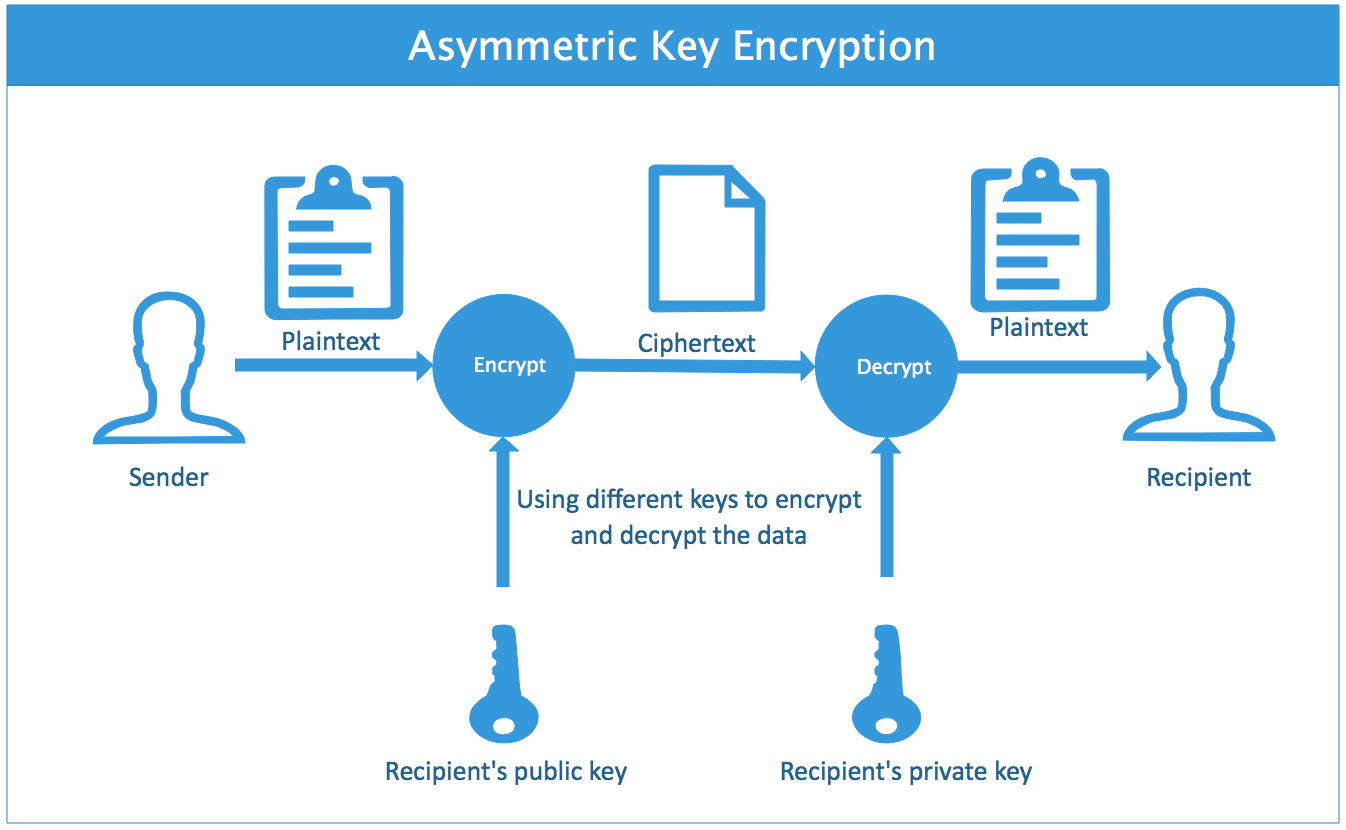 Asymmetric Key Encryption
Plaintext
Encrypt
Ciphertext
Decrypt
Plaintext
Sender
Recipient
Using different keys to encrypt
and decrypt the data
Recipient's public key
Recipient's private key